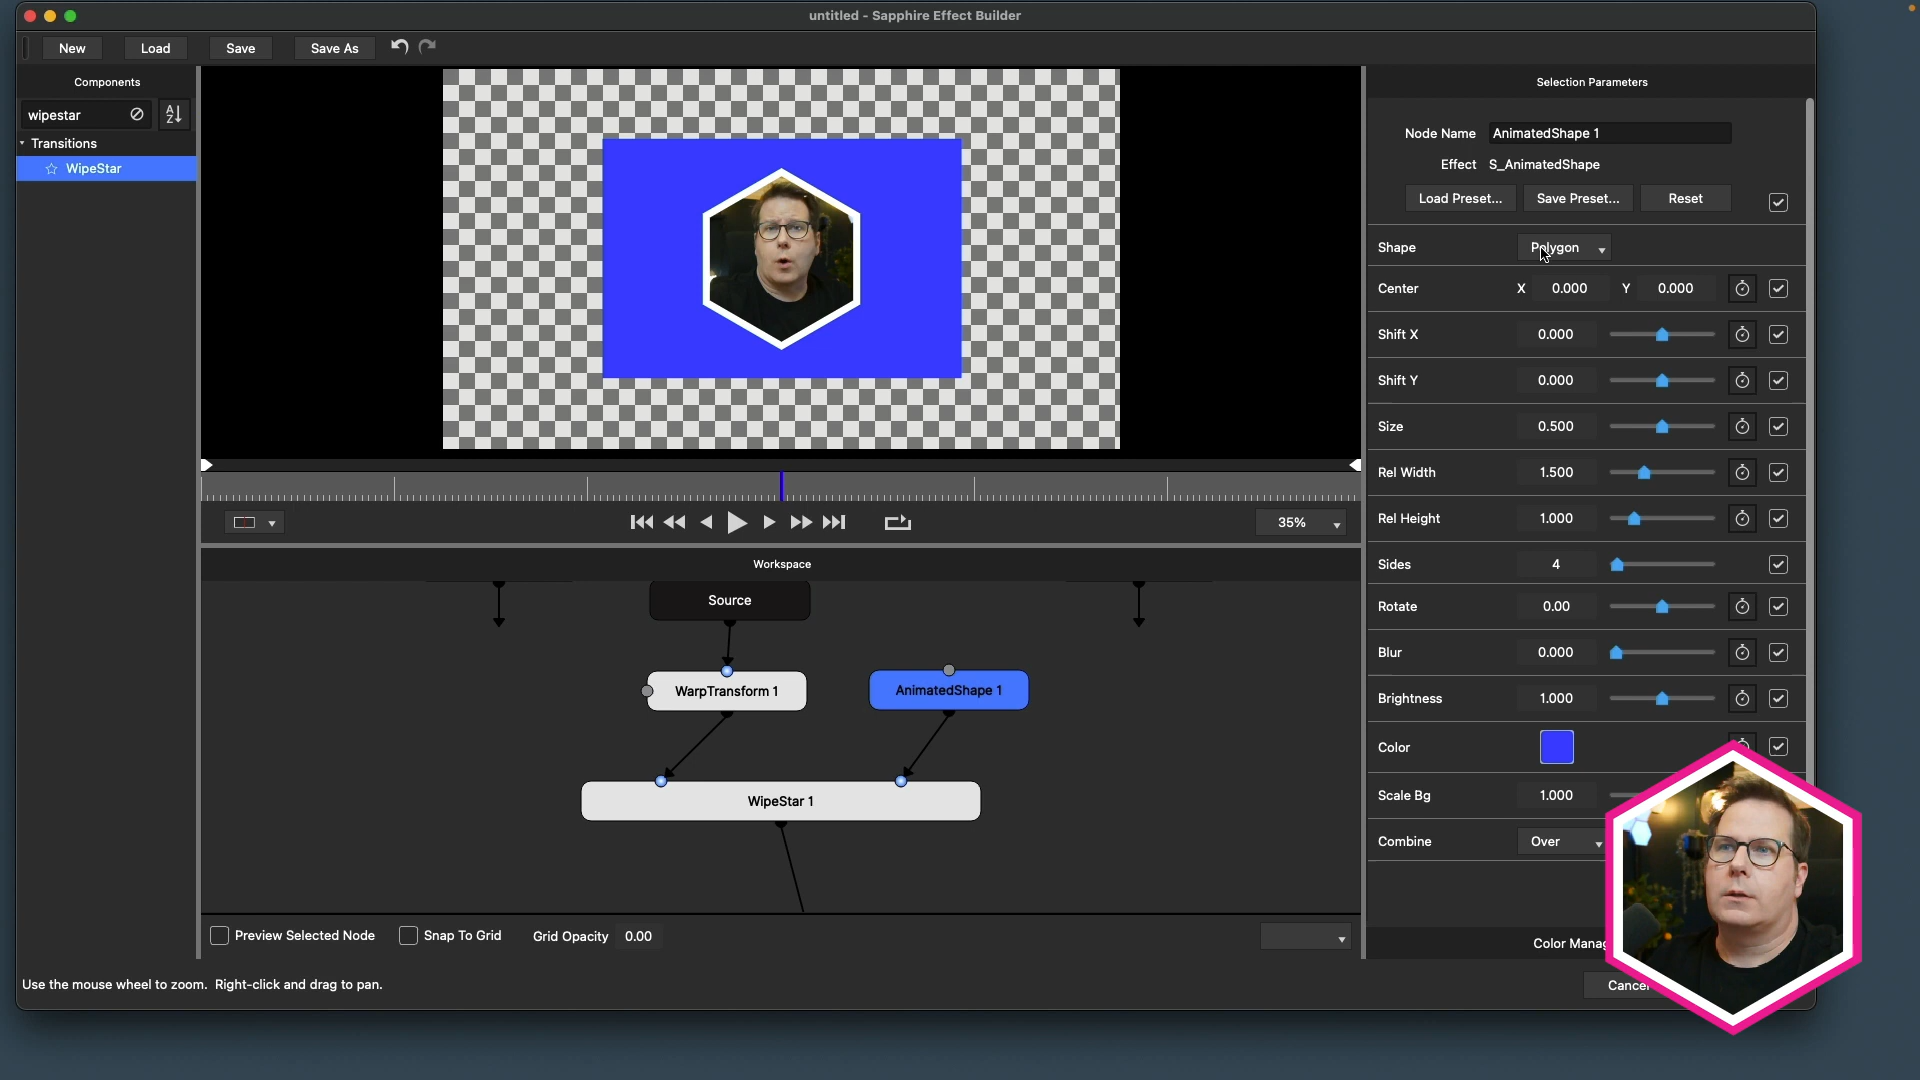 untitled - Sapphire Effect Builder
New Load Save Save As
Components
wipestar
AZ
Transitions
WipeStar
35%
Workspace
Source
WarpTransform 1
AnimatedShape 1
WipeStar 1
Preview Selected Node
Snap To Grid
Grid Opacity 0.00
Use the mouse wheel to zoom. Right-click and drag to pan.
Selection Parameters
Node Name AnimatedShape 1
Effect S_AnimatedShape
Load Preset... Save Preset... Reset
Shape Polygon
Center X 0.000 Y 0.000
Shift X 0.000
Shift Y 0.000
Size 0.500
Rel Width 1.500
Rel Height 1.000
Sides 4
Rotate 0.00
Blur 0.000
Brightness 1.000
Color
Scale Bg 1.000
Combine Over
Color Manag
Cancel